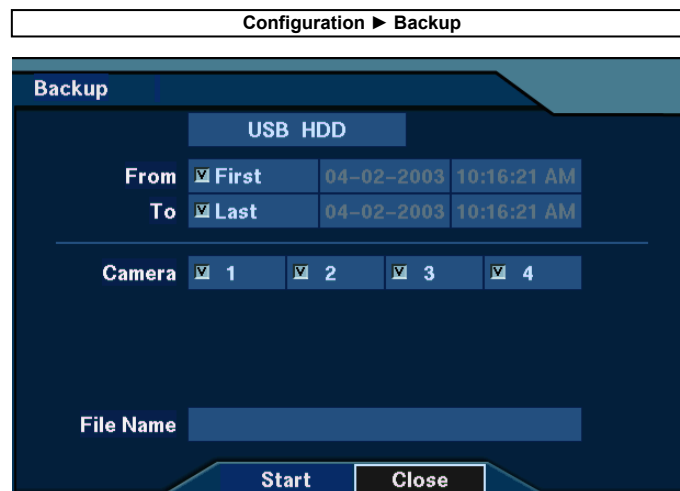 Configuration ► Backup
Backup
USB HDD
From First 04-02-2003 10:16:21 AM
To Last 04-02-2003 10:16:21 AM
Camera 1 2 3 4
File Name
Start Close